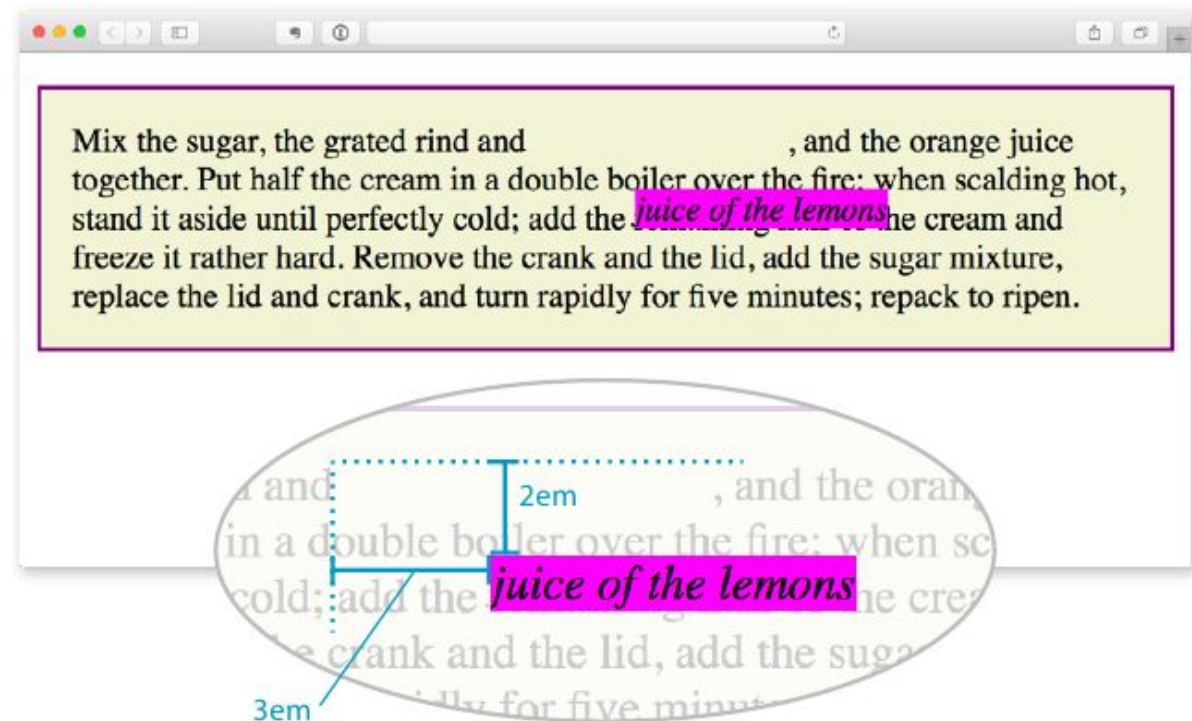 Mix the sugar, the grated rind and , and the orange juice
together. Put half the cream in a double boiler over the fire; when scalding hot,
juice of the lemons
stand it aside until perfectly cold; add the he cream and
freeze it rather hard. Remove the crank and the lid, add the sugar mixture,
replace the lid and crank, and turn rapidly for five minutes; repack to ripen.
and , and the oran
2em
in a double boiler over the fire; when sc
juice of the lemons
cold; add the he crea
crank and the lid, add the suga
3em
for five minut